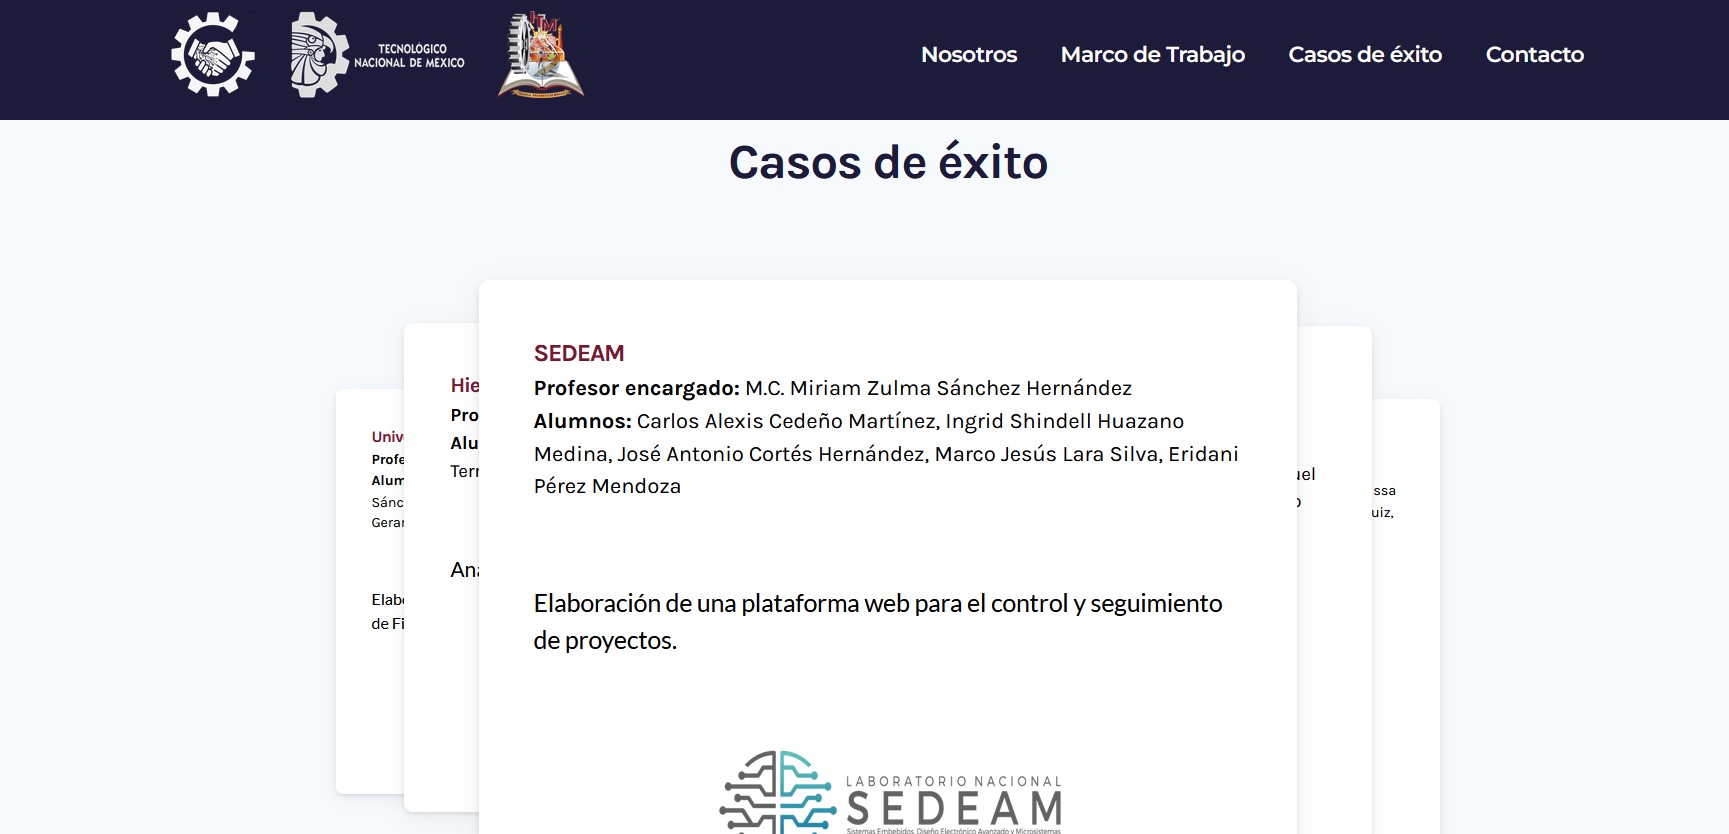 TECNOLÓGICO
NACIONAL DE MÉXICO
ITM
Nosotros
Marco de Trabajo
Casos de éxito
Contacto
Casos de éxito
SEDEAM
Profesor encargado: M.C. Miriam Zulma Sánchez Hernández
Alumnos: Carlos Alexis Cedeño Martínez, Ingrid Shindell Huazano
Medina, José Antonio Cortés Hernández, Marco Jesús Lara Silva, Eridani
Pérez Mendoza
Elaboración de una plataforma web para el control y seguimiento
de proyectos.
LABORATORIO NACIONAL
SEDEAM
Sistemas Embebidos, Diseño Electrónico Avanzado y Microsistemas
Hie
Pro
Alu
Terr
Univ
Profe
Alum
Sánc
Gerar
Elab
de Fi
uel
ssa
uiz,